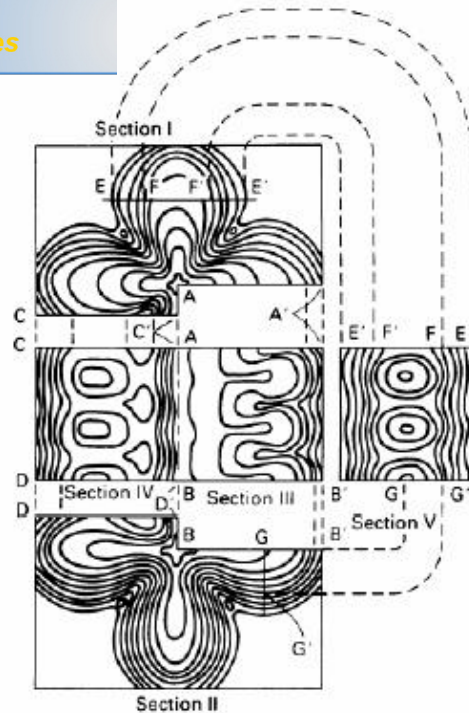 es
Section I
E F F' E'
A
C C' A A'
C E' F' F E
D Section IV D' B Section III B' G G'
D Section V
B G B'
G'
Section II